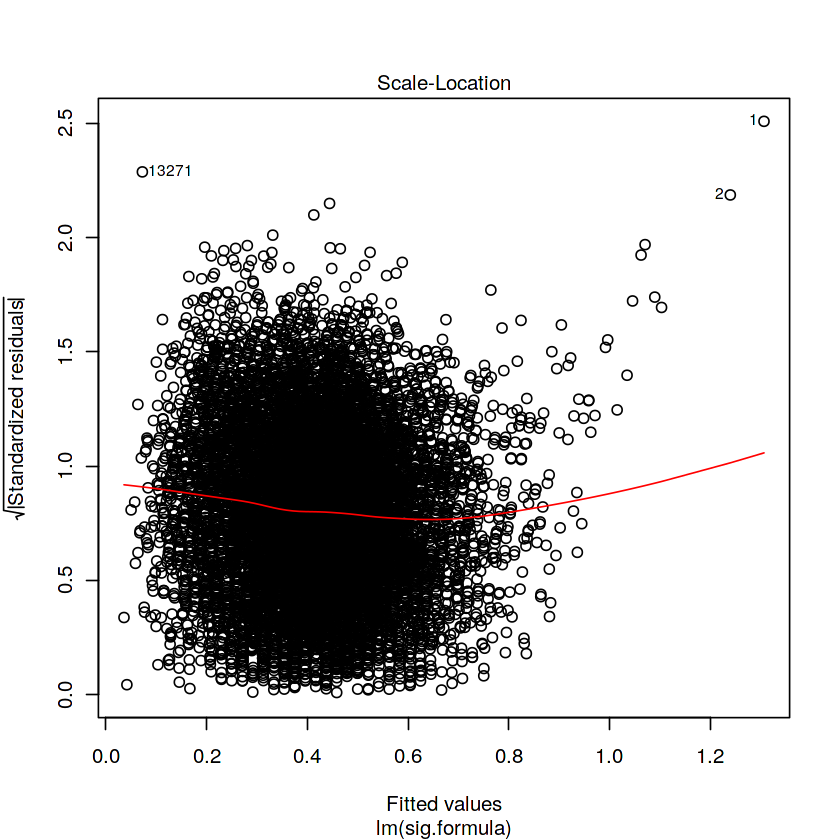 Scale-Location
√|Standardized residuals|
2.5
2.0
1.5
1.0
0.5
0.0
1
13271
2
0.0 0.2 0.4 0.6 0.8 1.0 1.2
Fitted values
lm(sig.formula)